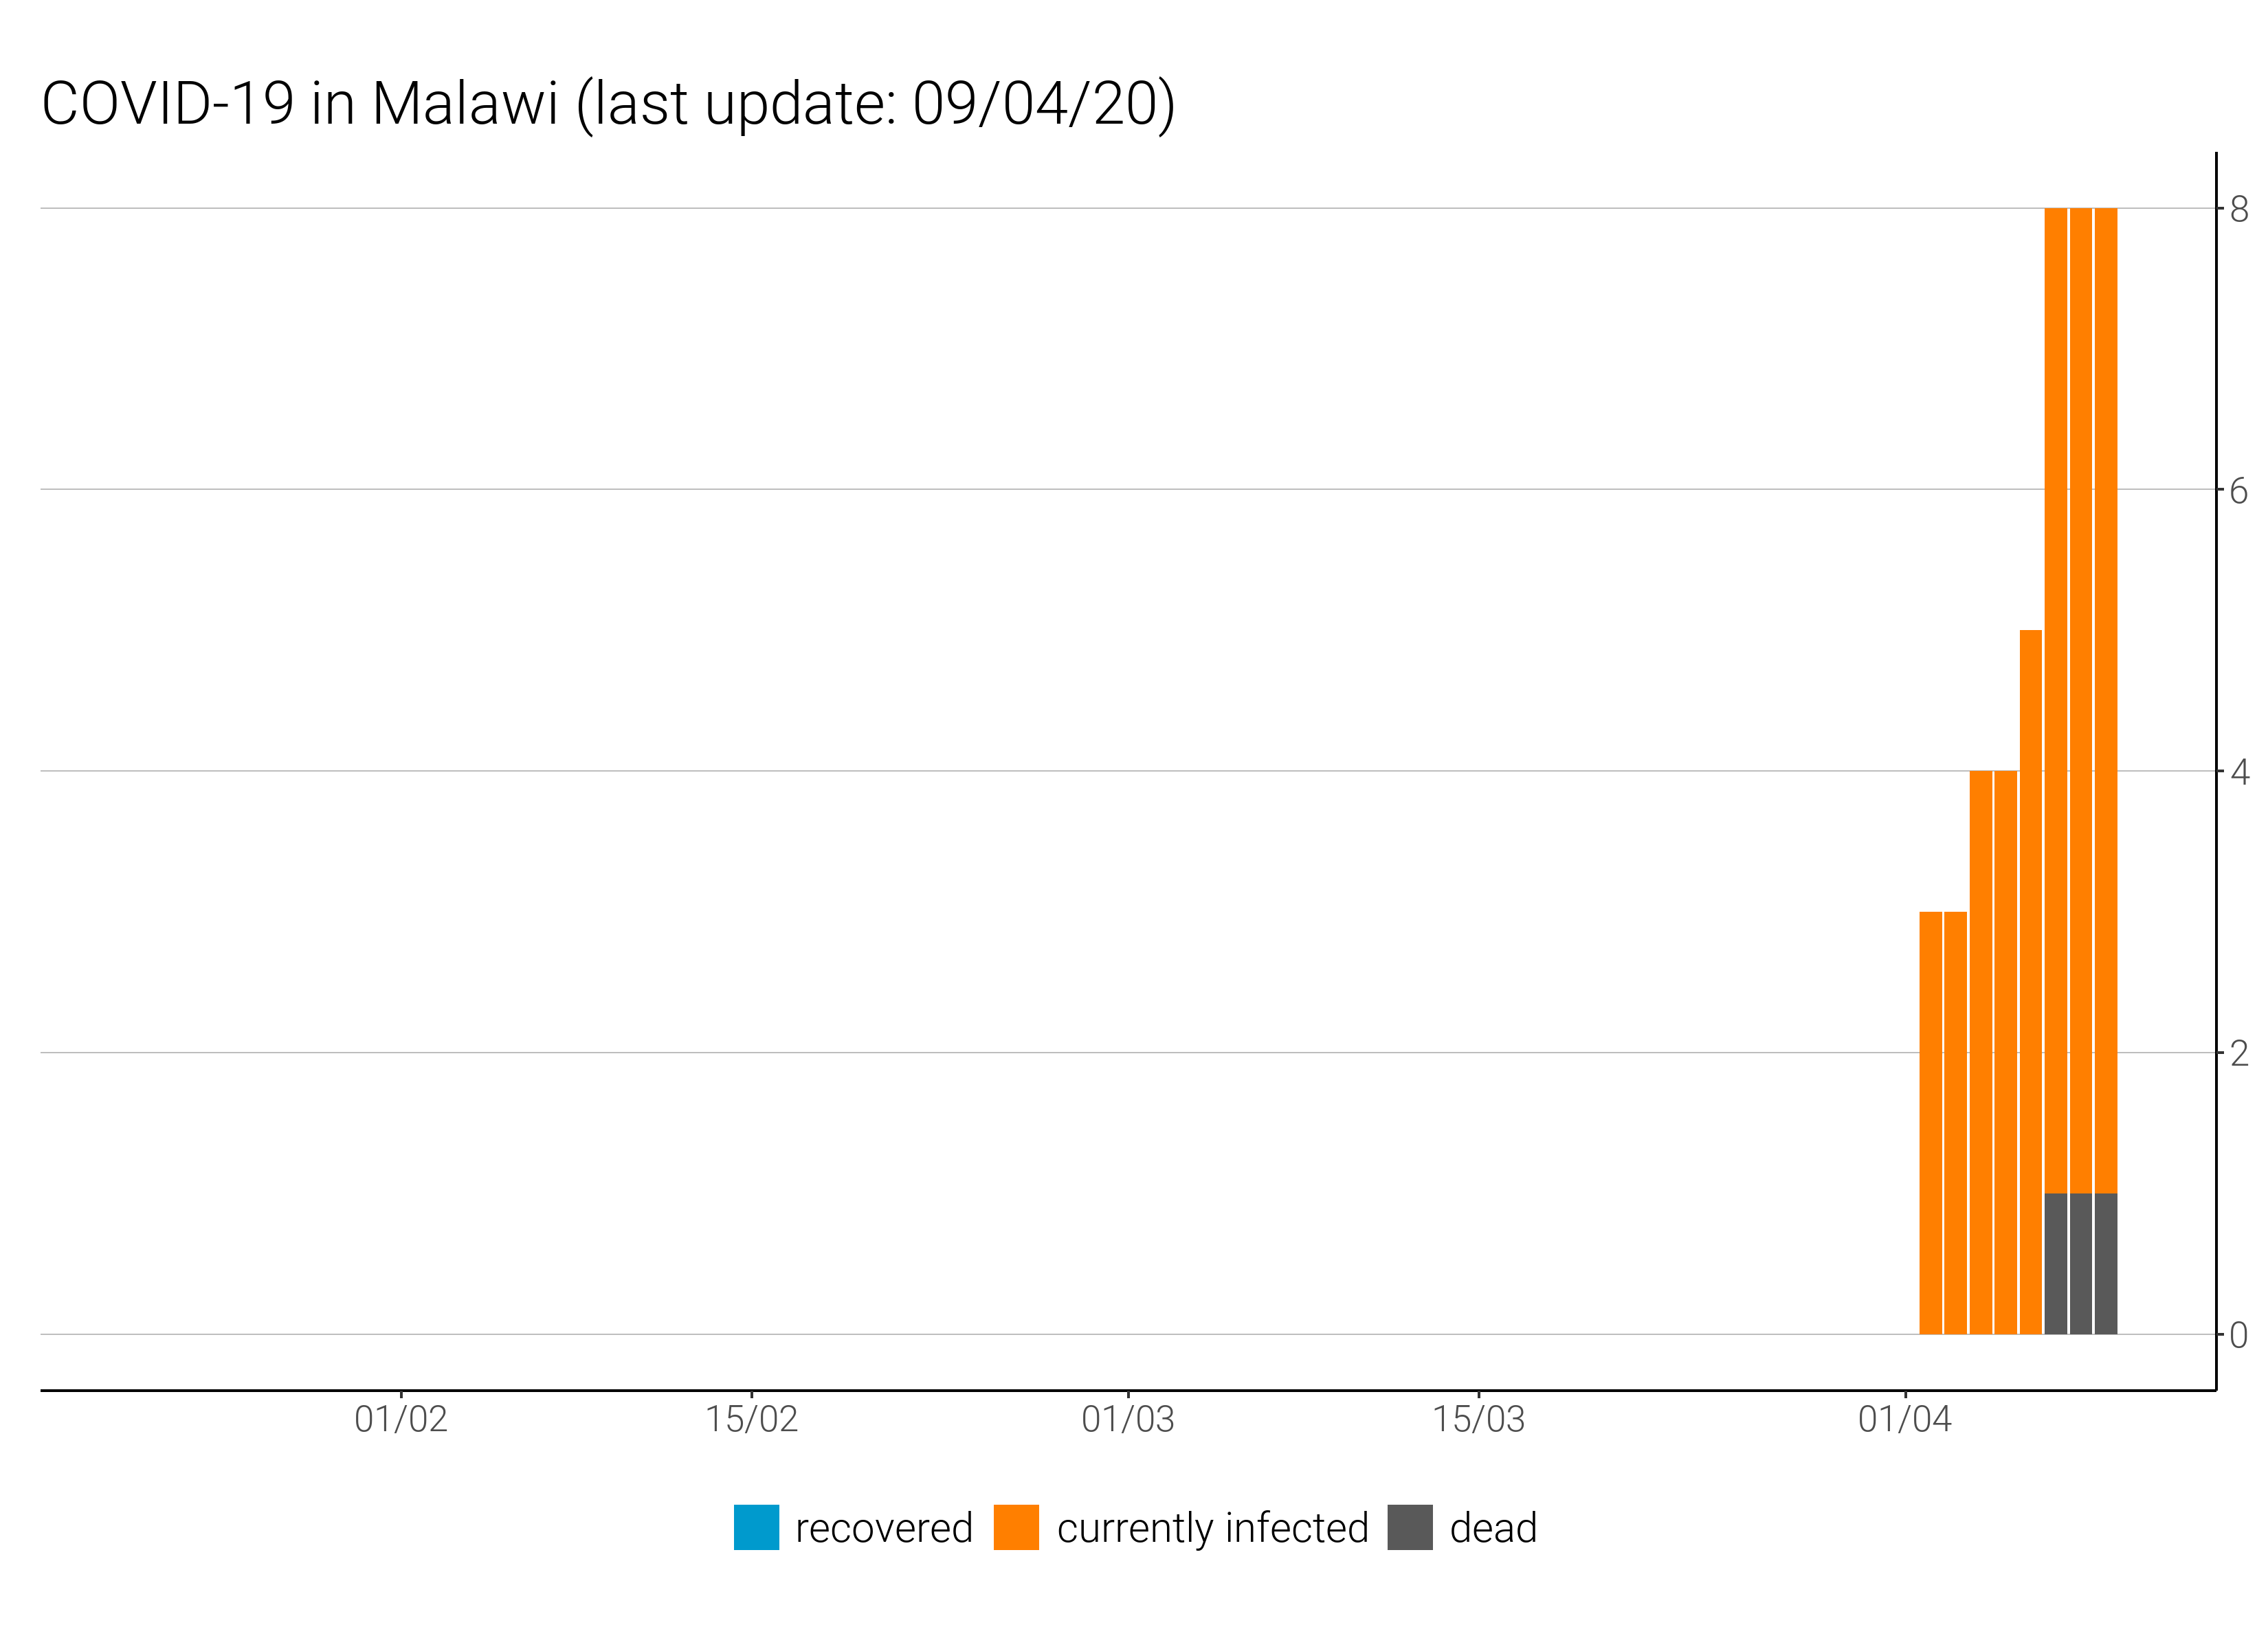 COVID-19 in Malawi (last update: 09/04/20)
8
6
4
2
0
01/02 15/02 01/03 15/03 01/04
recovered currently infected dead